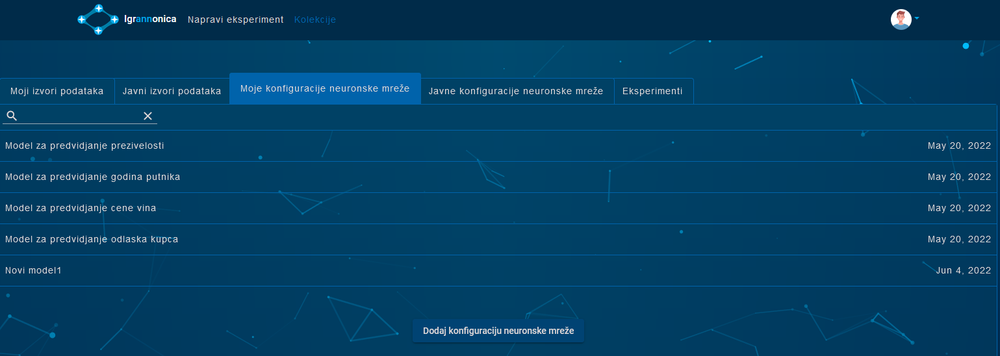 Igrannonica Napravi eksperiment Kolekcije
Moji izvori podataka Javni izvori podataka Moje konfiguracije neuronske mreže Javne konfiguracije neuronske mreže Eksperimenti
Model za predvidjanje prezivelosti May 20, 2022
Model za predvidjanje godina putnika May 20, 2022
Model za predvidjanje cene vina May 20, 2022
Model za predvidjanje odlaska kupca May 20, 2022
Novi model1 Jun 4, 2022
Dodaj konfiguraciju neuronske mreže